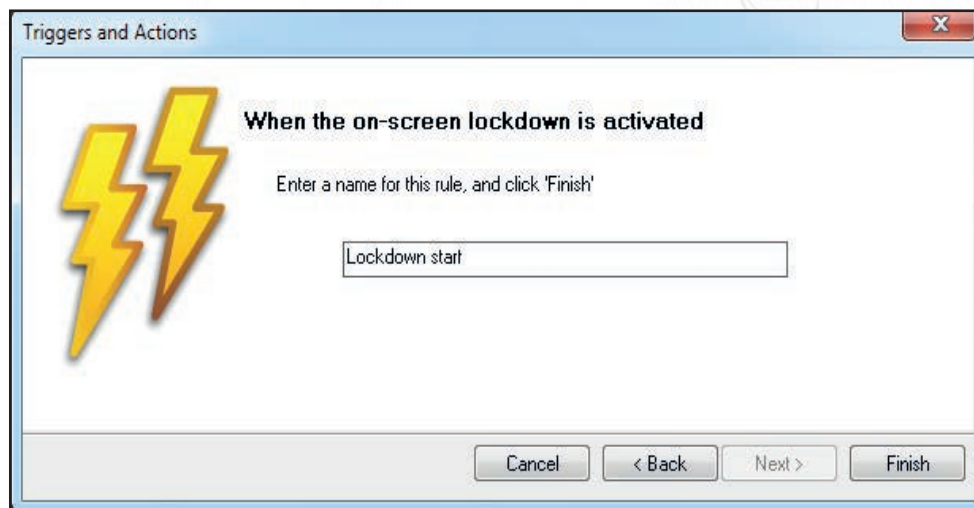 Triggers and Actions
X
When the on-screen lockdown is activated
Enter a name for this rule, and click 'Finish'
Lockdown start
Cancel < Back Next > Finish